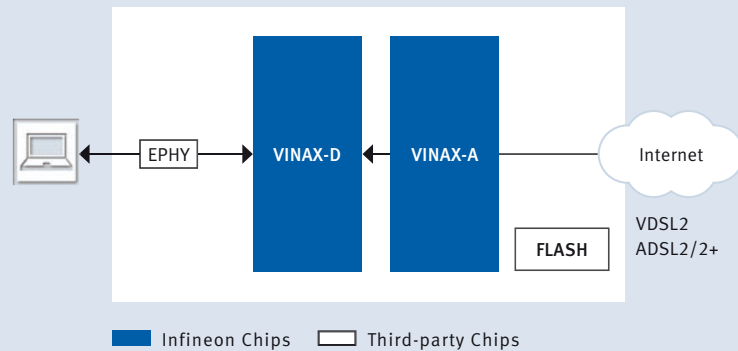 EPHY
VINAX-D
VINAX-A
Internet
FLASH
VDSL2
ADSL2/2+
Infineon Chips
Third-party Chips